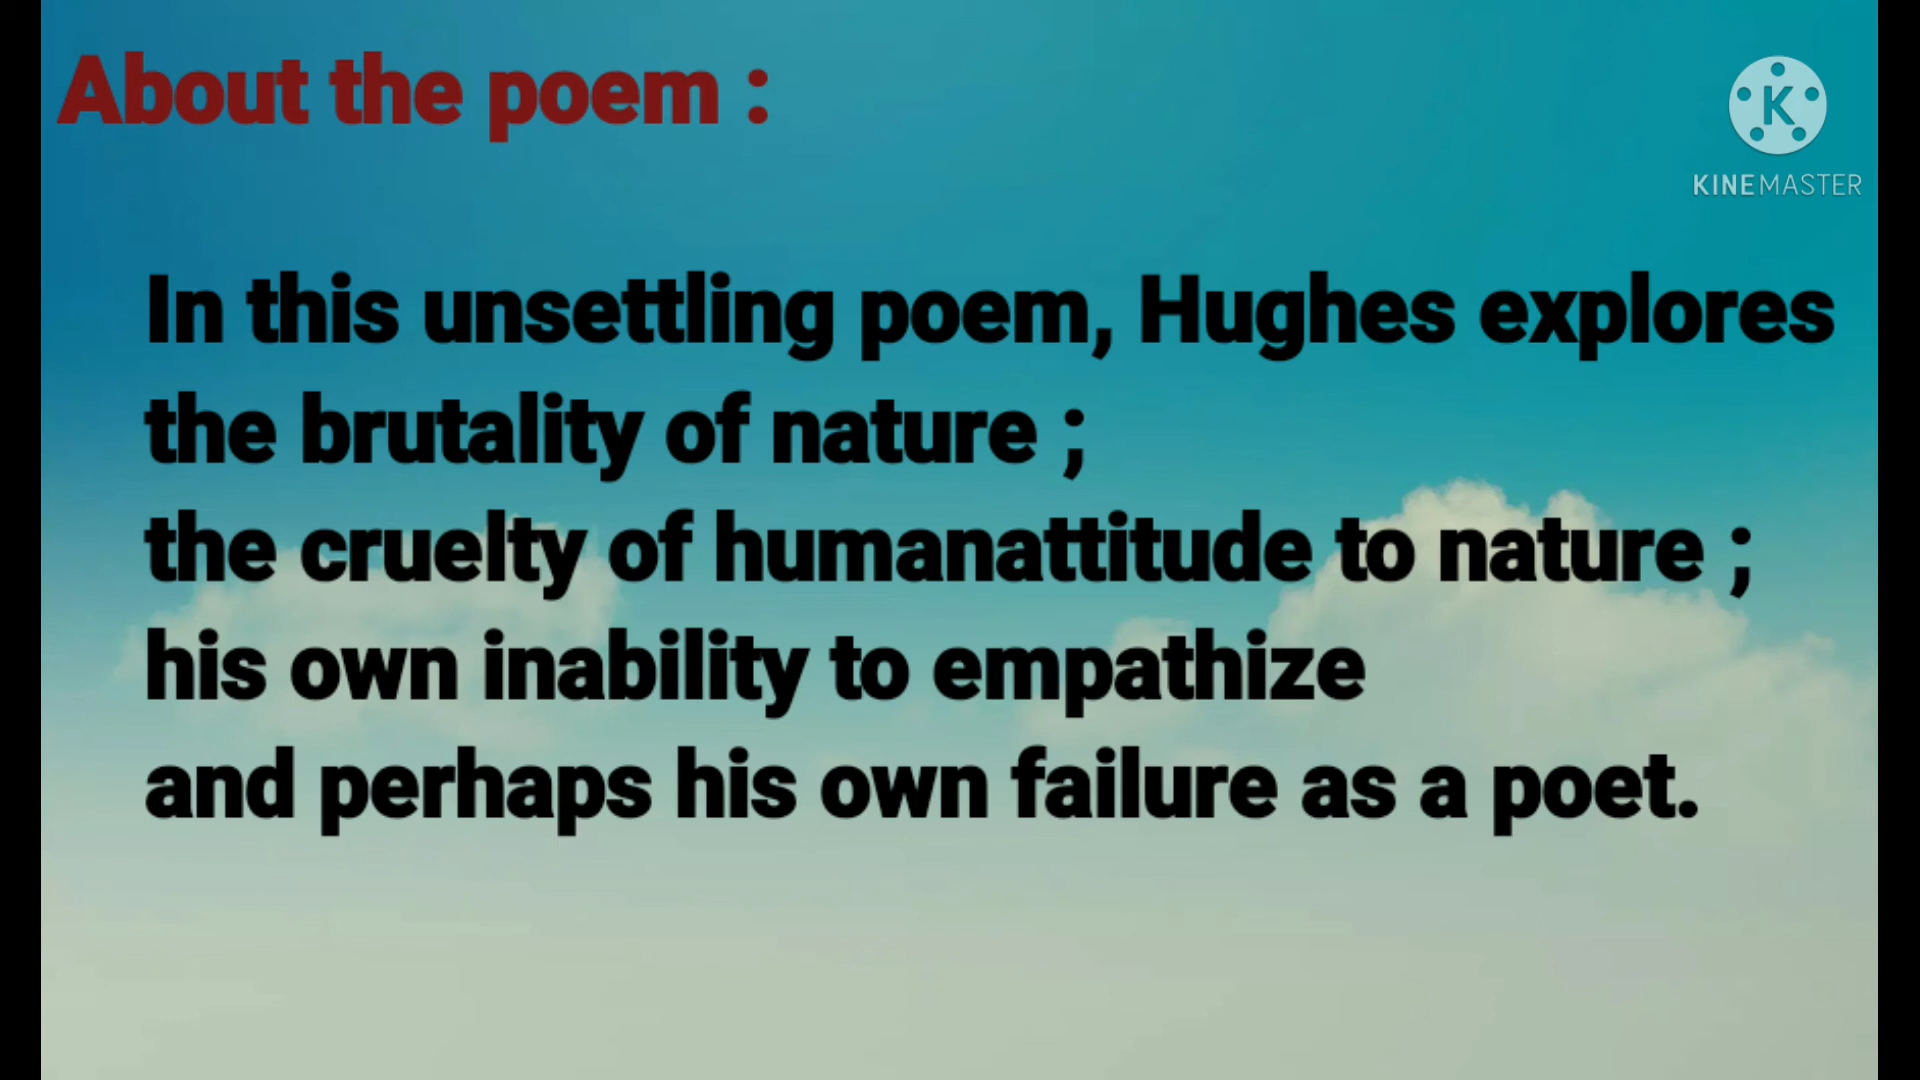 About the poem :
K
KINEMASTER
In this unsettling poem, Hughes explores
the brutality of nature ;
the cruelty of humanattitude to nature ;
his own inability to empathize
and perhaps his own failure as a poet.